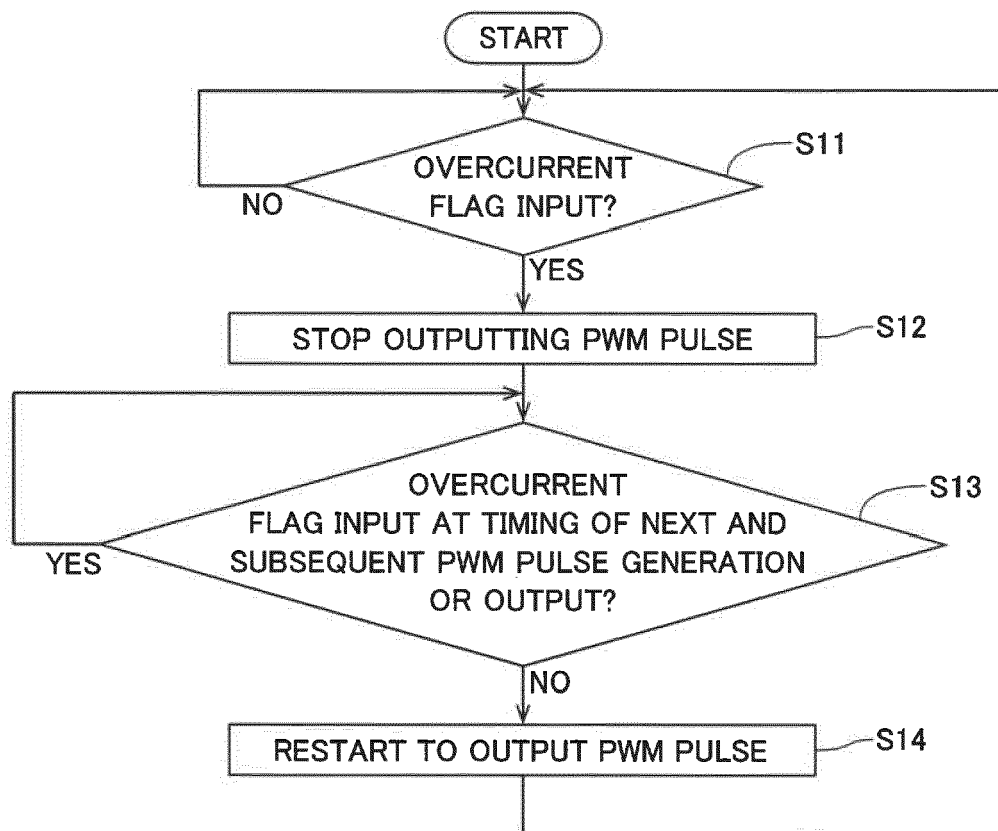 START
OVERCURRENT
FLAG INPUT?
S11
NO
YES
STOP OUTPUTTING PWM PULSE
S12
OVERCURRENT
FLAG INPUT AT TIMING OF NEXT AND
SUBSEQUENT PWM PULSE GENERATION
OR OUTPUT?
S13
YES
NO
RESTART TO OUTPUT PWM PULSE
S14